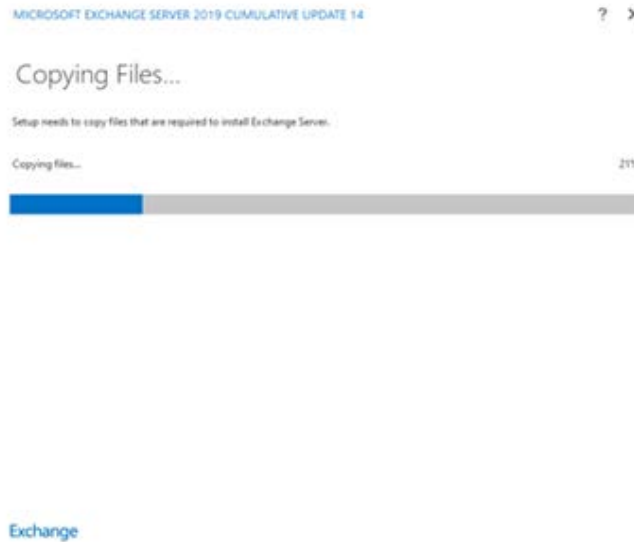 MICROSOFT EXCHANGE SERVER 2019 CUMULATIVE UPDATE 14
?
Copying Files...
Setup needs to copy files that are required to install Exchange Server.
Copying files...
21%
Exchange